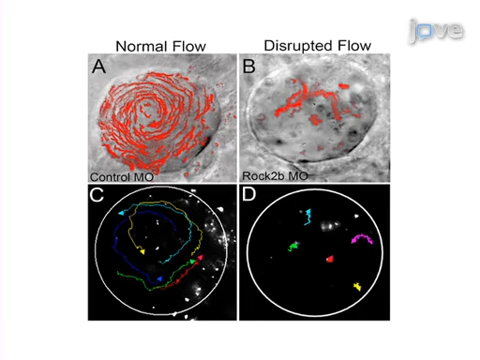 jove
Normal Flow
Disrupted Flow
A
B
Control MO
Rock2b MO
C
D